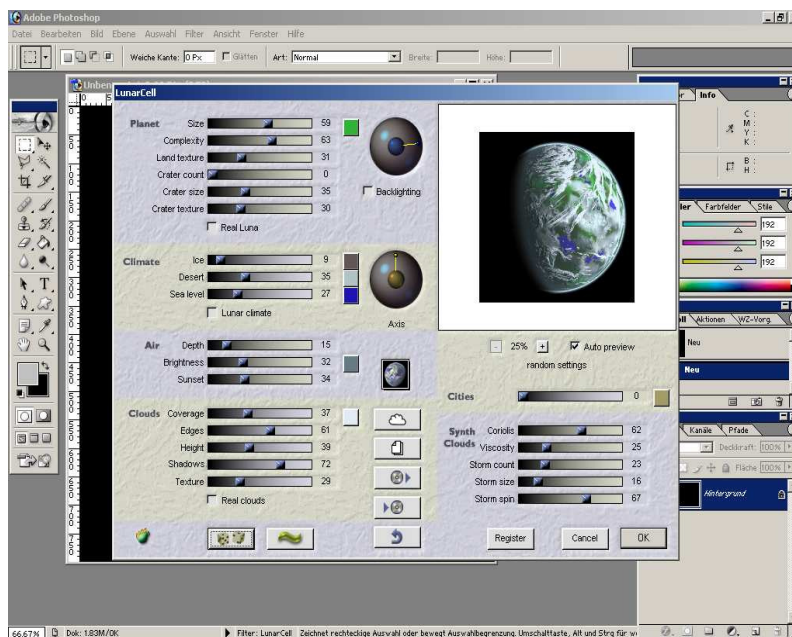 Adobe Photoshop
Datei Bearbeiten Bild Ebene Auswahl Filter Ansicht Fenster Hilfe
Weiche Kante: 0 Px Glätten Art: Normal Breite: Höhe:
LunarCell
Planet Size 59
Complexity 63
Land texture 31
Crater count 0
Crater size 35
Crater texture 30
Real Luna
Backlighting
Climate Ice 9
Desert 35
Sea level 27
Lunar climate
Axis
Air Depth 15
Brightness 32
Sunset 34
Clouds Coverage 37
Edges 61
Height 39
Shadows 72
Texture 29
Real clouds
- 25% + Auto preview
random settings
Cities 0
Synth Clouds
Coriolis 62
Viscosity 25
Storm count 23
Storm size 16
Storm spin 67
Register Cancel OK
Info
C :
M :
Y :
K :
B :
H :
Farbfelder Stile
192
192
192
Aktionen WZ-Vorg.
Neu
Neu
Kanäle Pfade
Deckkraft: 100%
Fläche: 100%
Hintergrund
66,67% Dok: 1,83M/0K Filter: LunarCell Zeichnet rechteckige Auswahl oder bewegt Auswahlbegrenzung. Umschalttaste, Alt und Strg für